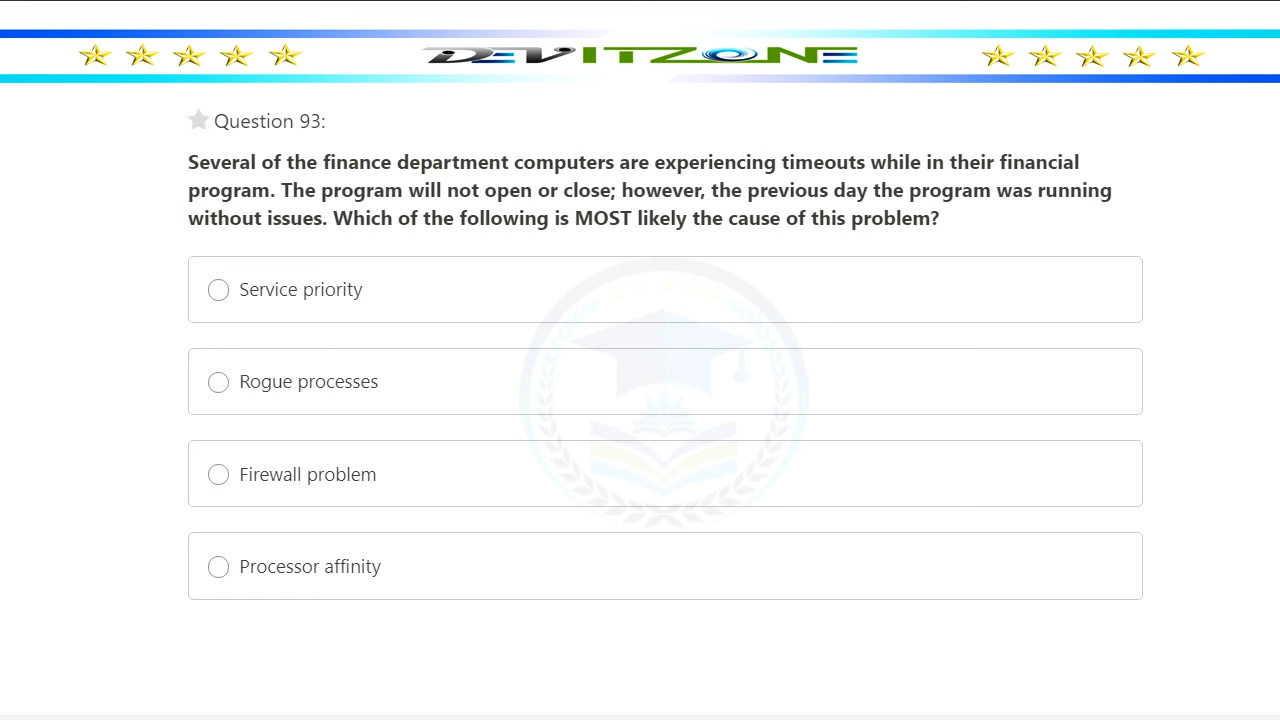 DEVITZONE
Question 93:
Several of the finance department computers are experiencing timeouts while in their financial
program. The program will not open or close; however, the previous day the program was running
without issues. Which of the following is MOST likely the cause of this problem?
Service priority
Rogue processes
Firewall problem
Processor affinity